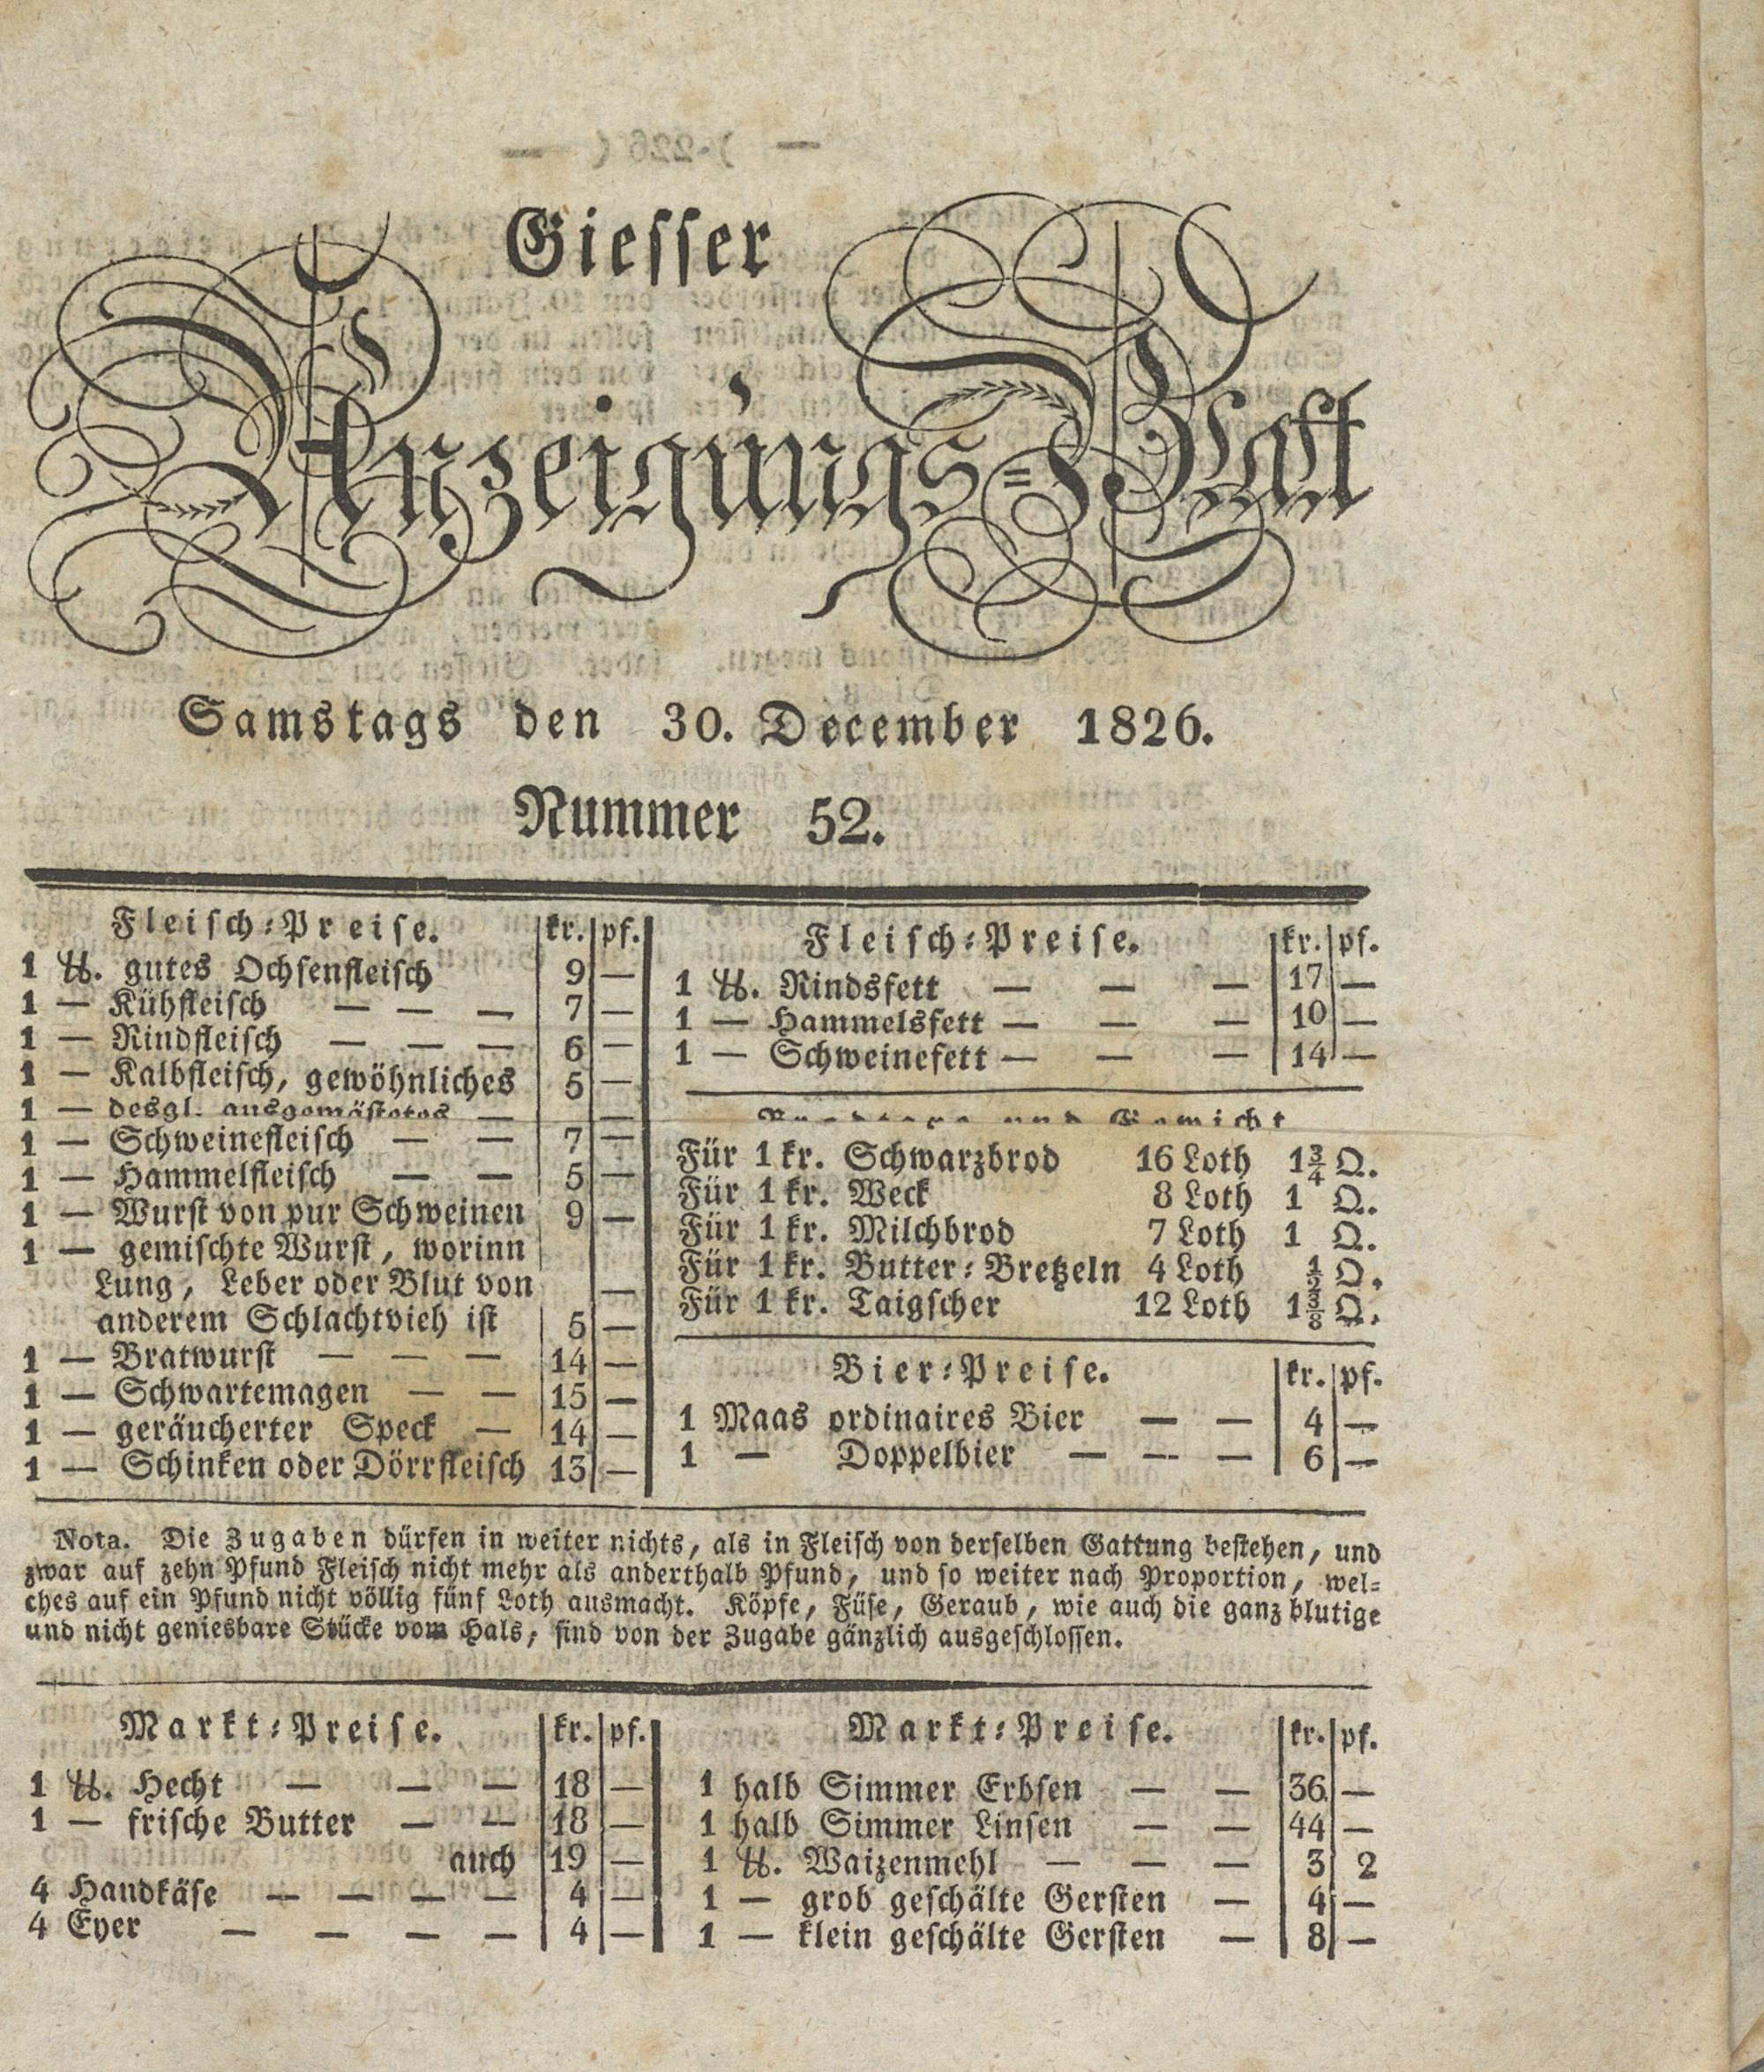 Giesser
Anzeigungs=Blatt
Samstags den 30. December 1826.
Nummer 52.
Fleisch=Preise. kr. pf.
1 ℔. gutes Ochsenfleisch 9 —
1 — Kühfleisch — — — 7 —
1 — Rindfleisch — — — 6 —
1 — Kalbfleisch, gewöhnliches 5 —
1 — desgl. ausgemästetes — —
1 — Schweinefleisch — — 7 —
1 — Hammelfleisch — — 5 —
1 — Wurst von pur Schweinen 9 —
1 — gemischte Wurst, worinn
Lung, Leber oder Blut von —
anderem Schlachtvieh ist 5 —
1 — Bratwurst — — — 14 —
1 — Schwartemagen — — 15 —
1 — geräucherter Speck — 14 —
1 — Schinken oder Dörrfleisch 13 —
Fleisch=Preise. kr. pf.
1 ℔. Rindsfett — — — 17 —
1 — Hammelsfett — — — 10 —
1 — Schweinefett — — — 14 —
und Gewicht
Für 1 kr. Schwarzbrod 16 Loth 1¾ Q.
Für 1 kr. Weck 8 Loth 1 Q.
Für 1 kr. Milchbrod 7 Loth 1 Q.
Für 1 kr. Butter=Bretzeln 4 Loth ½ Q.
Für 1 kr. Taigscher 12 Loth 1⅜ Q.
Bier=Preise. kr. pf.
1 Maas ordinaires Bier — — 4 —
1 — Doppelbier — — — 6 —
Nota. Die Zugaben dürfen in weiter nichts, als in Fleisch von derselben Gattung bestehen, und
zwar auf zehn Pfund Fleisch nicht mehr als anderthalb Pfund, und so weiter nach Proportion, wel=
ches auf ein Pfund nicht völlig fünf Loth ausmacht. Köpfe, Füse, Geraub, wie auch die ganz blutige
und nicht geniesbare Stücke vom Hals, sind von der Zugabe gänzlich ausgeschlossen.
Markt=Preise. kr. pf.
1 ℔. Hecht — — — 18 —
1 — frische Butter — — 18 —
auch 19 —
4 Handkäse — — — — 4 —
4 Eyer — — — — 4 —
Markt=Preise. kr. pf.
1 halb Simmer Erbsen — — 36 —
1 halb Simmer Linsen — — 44 —
1 ℔. Waizenmehl — — — 3 2
1 — grob geschälte Gersten — 4 —
1 — klein geschälte Gersten — 8 —